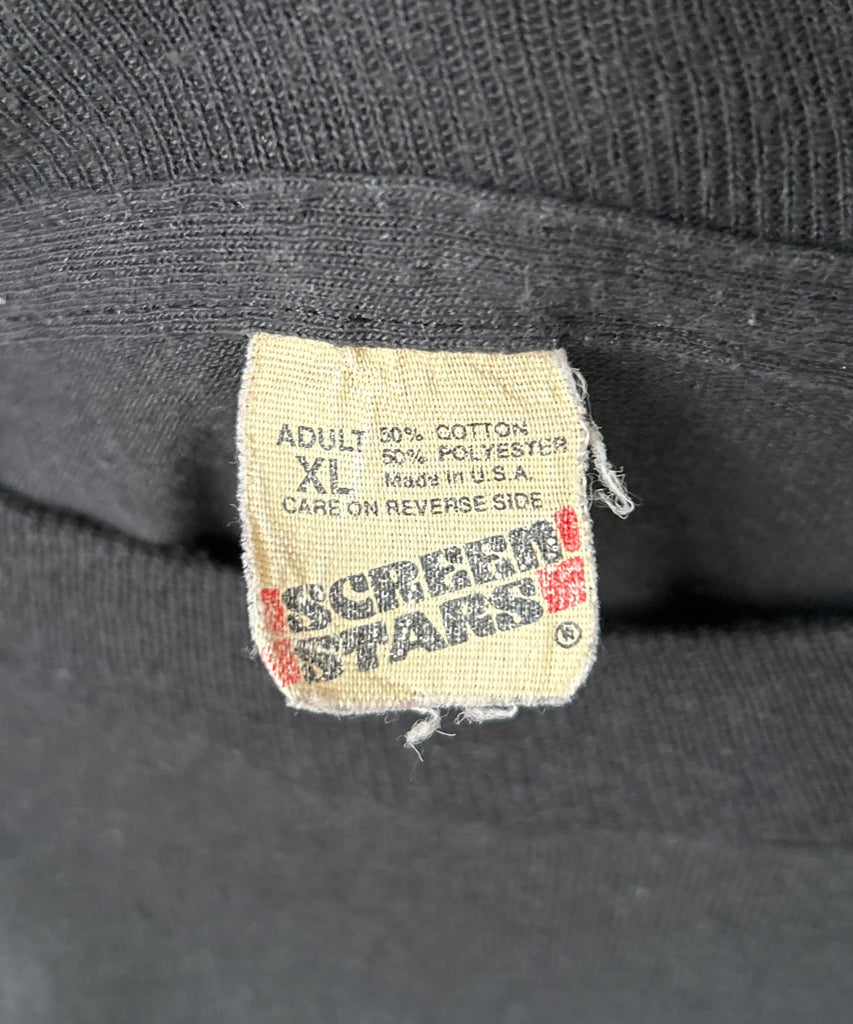 ADULT 50% COTTON
50% POLYESTER
XL Made in U.S.A.
CARE ON REVERSE SIDE
SCREEN
STARS
®